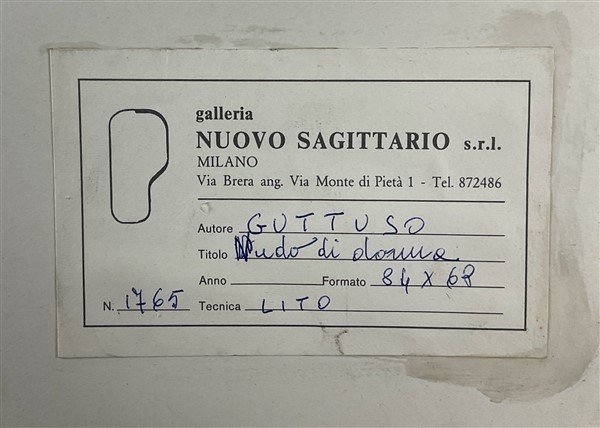 galleria
NUOVO SAGITTARIO s.r.l.
MILANO
Via Brera ang. Via Monte di Pietà 1 - Tel. 872486
Autore GUTTUSO
Titolo Nudo di donna
Anno Formato 84 x 68
N. 1765 Tecnica LITO